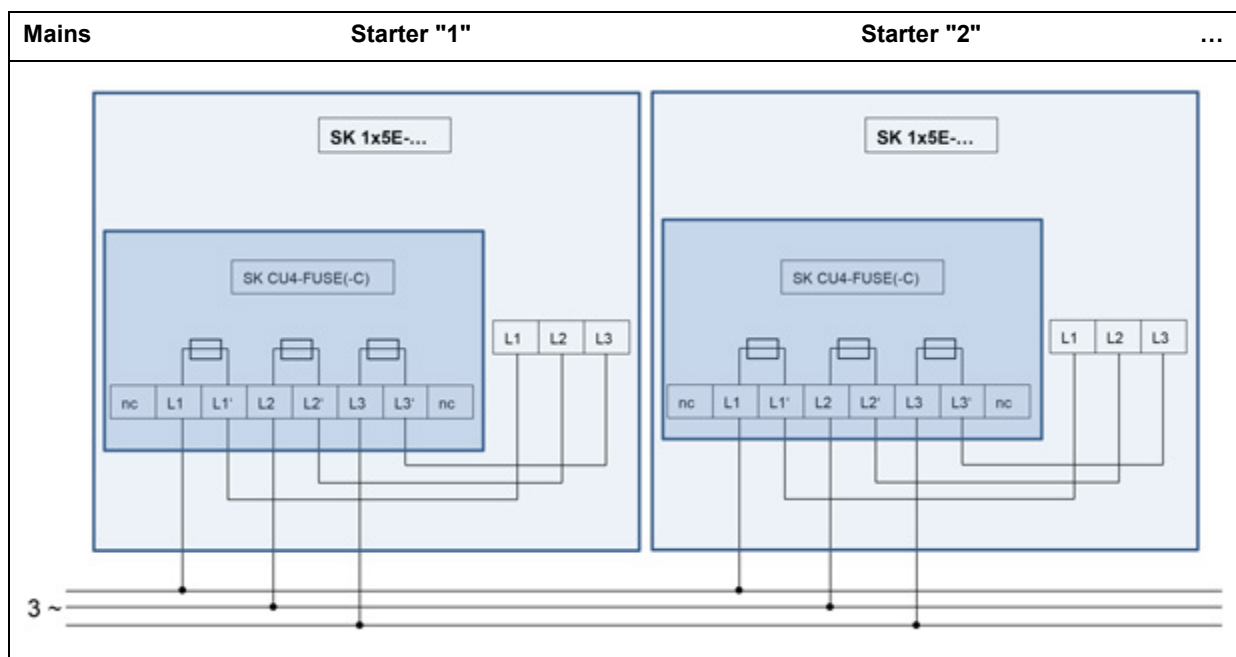 Mains Starter "1" Starter "2" …
SK 1x5E-... SK 1x5E-...
SK CU4-FUSE(-C) SK CU4-FUSE(-C)
L1 L2 L3 L1 L2 L3
nc L1 L1' L2 L2' L3 L3' nc nc L1 L1' L2 L2' L3 L3' nc
3 ~